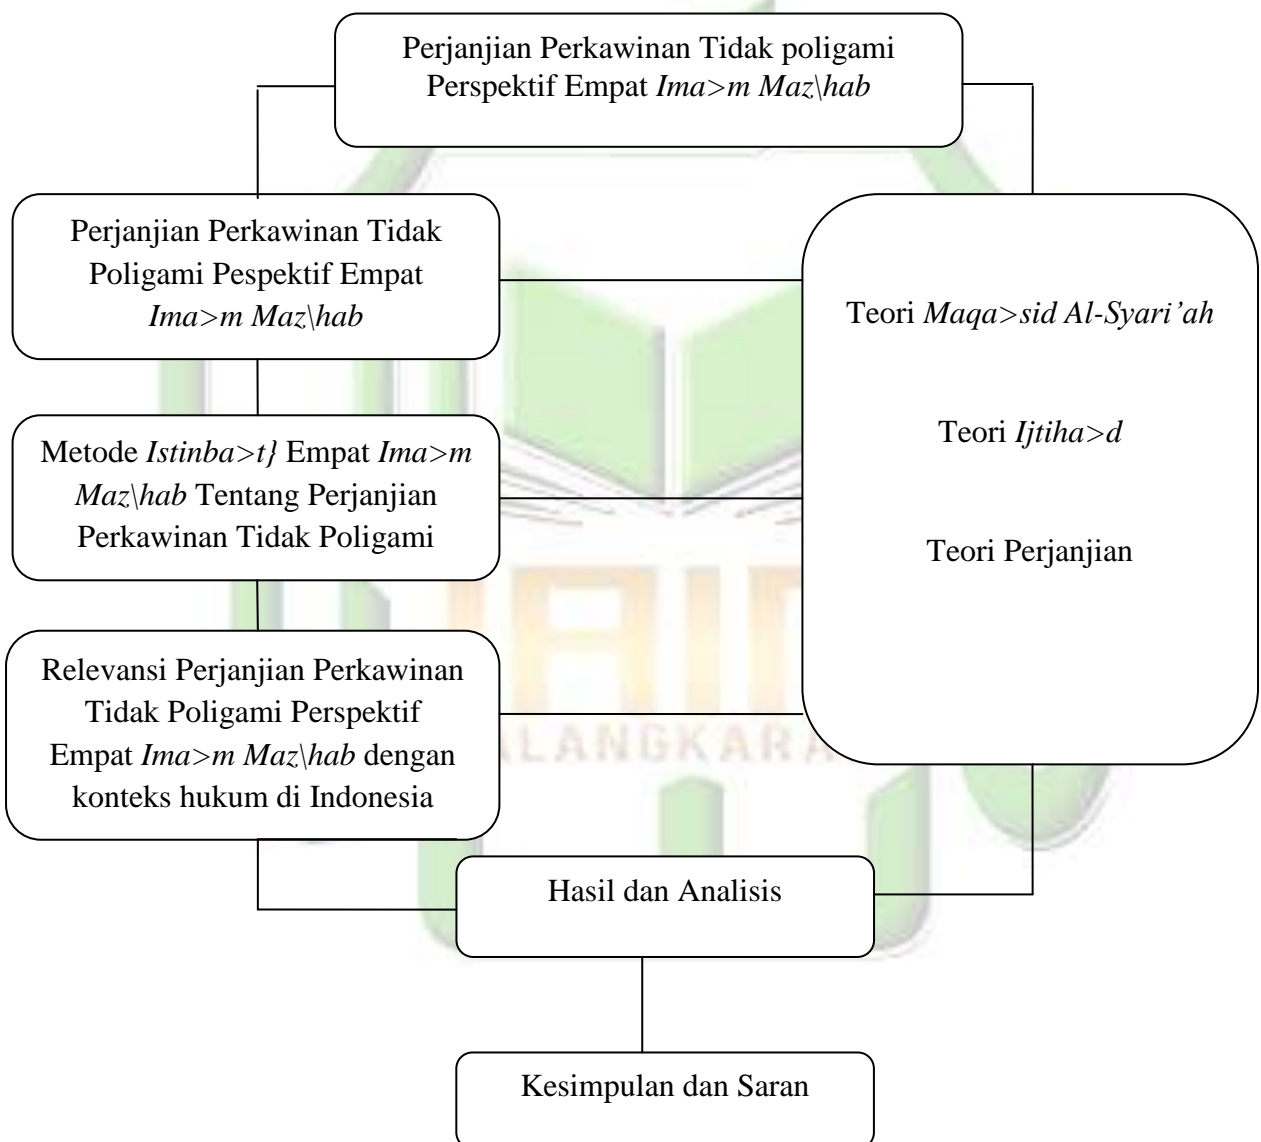 Perjanjian Perkawinan Tidak poligami
Perspektif Empat Ima>m Maz\hab
Perjanjian Perkawinan Tidak
Poligami Pespektif Empat
Ima>m Maz\hab
Metode Istinba>t} Empat Ima>m
Maz\hab Tentang Perjanjian
Perkawinan Tidak Poligami
Relevansi Perjanjian Perkawinan
Tidak Poligami Perspektif
Empat Ima>m Maz\hab dengan
konteks hukum di Indonesia
Teori Maqa>sid Al-Syari’ah
Teori Ijtiha>d
Teori Perjanjian
Hasil dan Analisis
Kesimpulan dan Saran